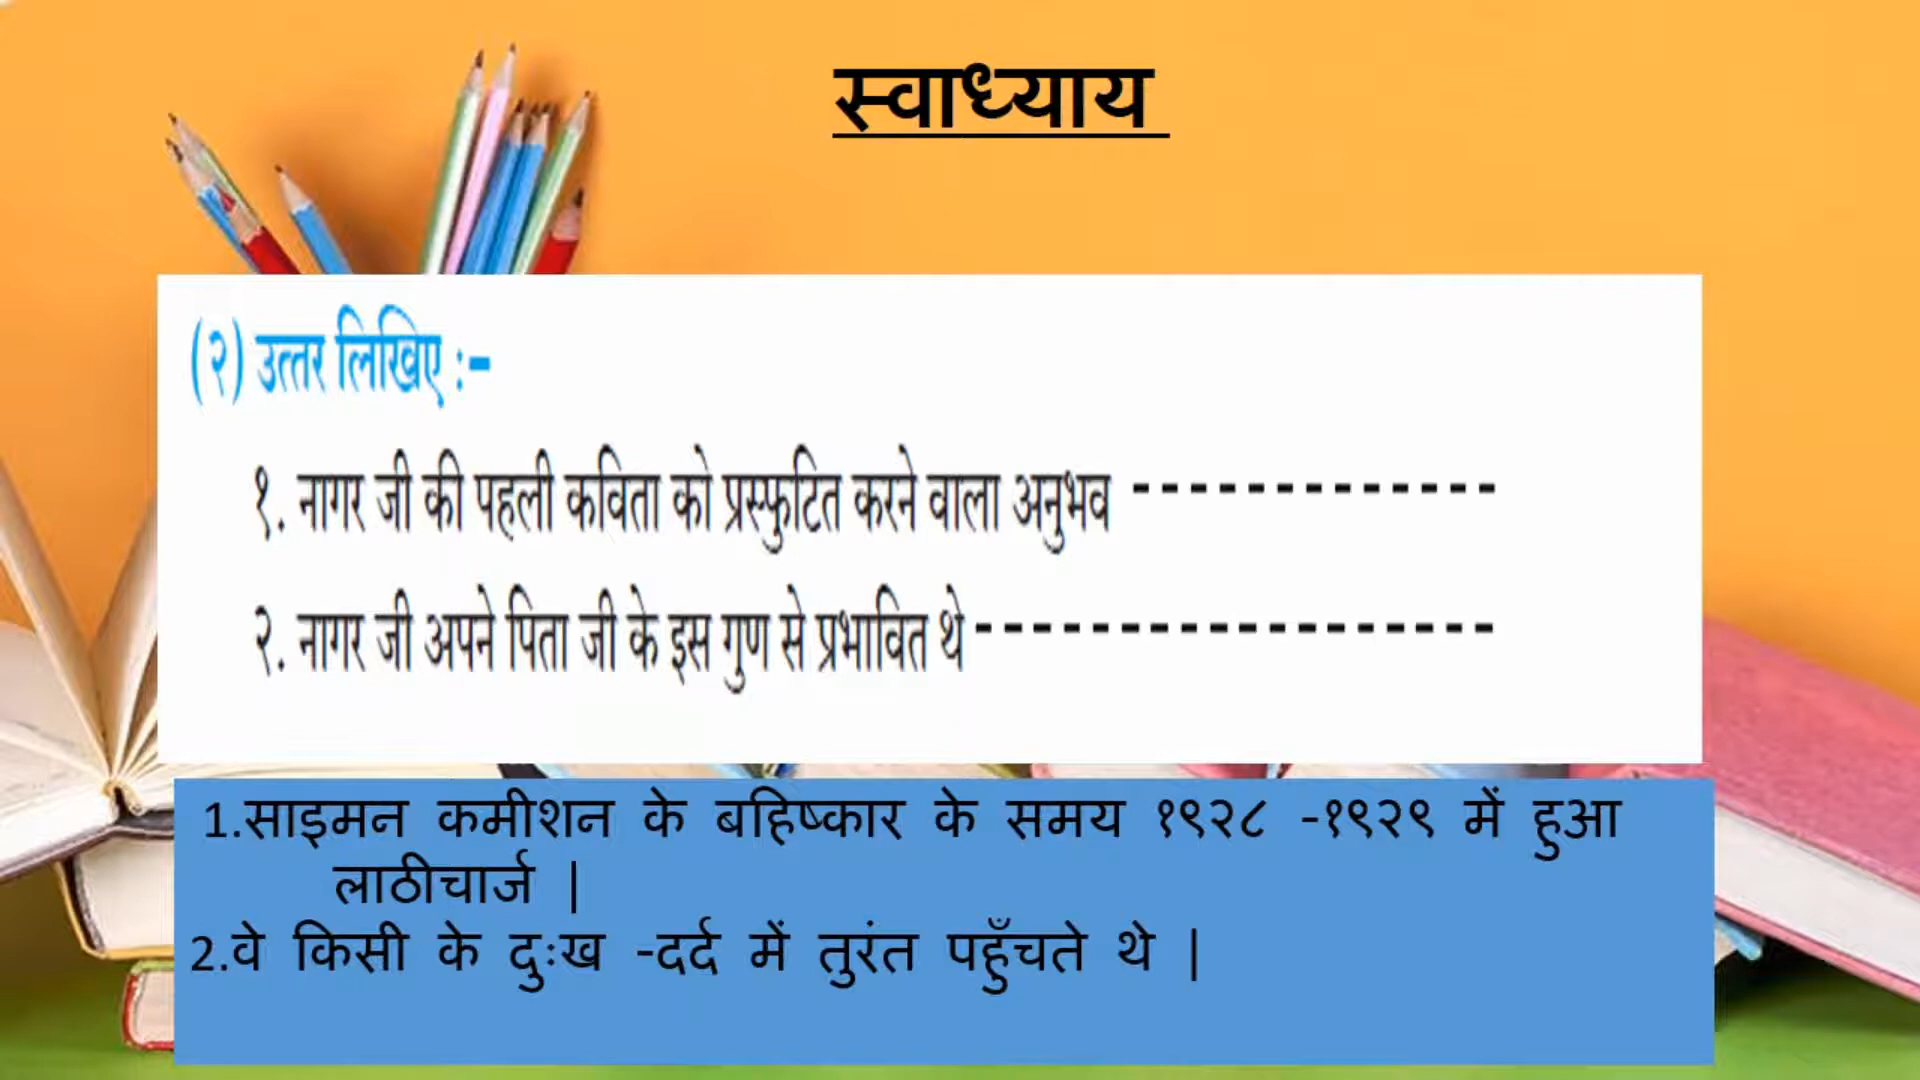 स्वाध्याय
(२) उत्तर लिखिए :-
१. नागर जी की पहली कविता को प्रस्फुटित करने वाला अनुभव -------------
२. नागर जी अपने पिता जी के इस गुण से प्रभावित थे ------------------
1.साइमन कमीशन के बहिष्कार के समय १९२८ -१९२९ में हुआ
लाठीचार्ज |
2.वे किसी के दुःख -दर्द में तुरंत पहुँचते थे |